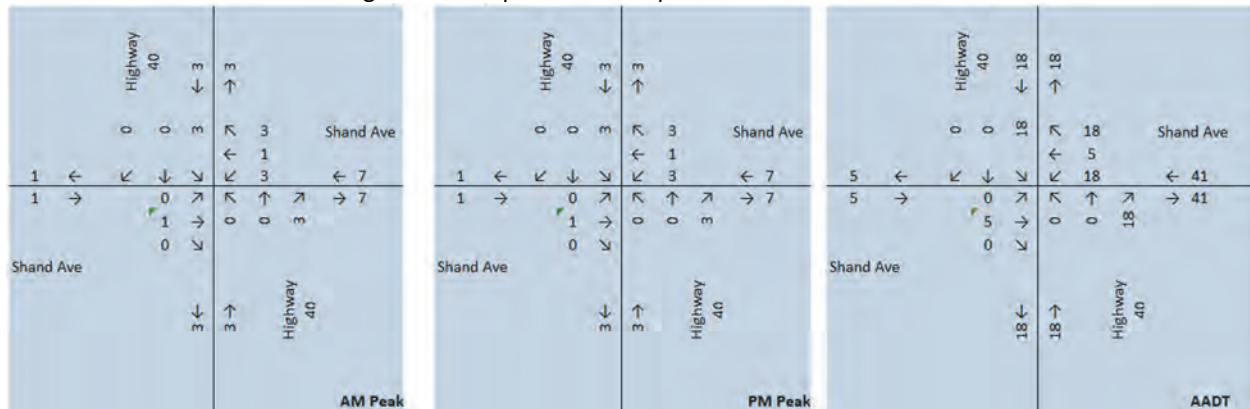 Highway
40
3 3
↓ ↑
0 0 3 ↖ 3 Shand Ave
← 1
1 ← ↙ ↓ ↘ ↙ 3 ← 7
1 → 0 ↗ ↖ ↑ ↗ → 7
1 → 0 0 3
0 ↘
Shand Ave
↓ ↑
3 3
Highway
40
AM Peak
Highway
40
3 3
↓ ↑
0 0 3 ↖ 3 Shand Ave
← 1
1 ← ↙ ↓ ↘ ↙ 3 ← 7
1 → 0 ↗ ↖ ↑ ↗ → 7
1 → 0 0 3
0 ↘
Shand Ave
↓ ↑
3 3
Highway
40
PM Peak
Highway
40
18 18
↓ ↑
0 0 18 ↖ 18 Shand Ave
← 5
5 ← ↙ ↓ ↘ ↙ 18 ← 41
5 → 0 ↗ ↖ ↑ ↗ → 41
5 → 0 0 18
0 ↘
Shand Ave
↓ ↑
18 18
Highway
40
AADT